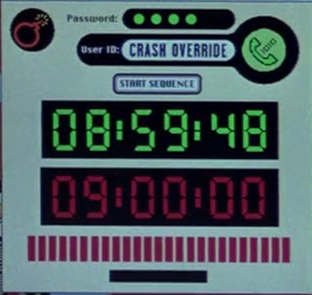 Password:
User ID: CRASH OVERRIDE
START SEQUENCE
08:59:48
09:00:00